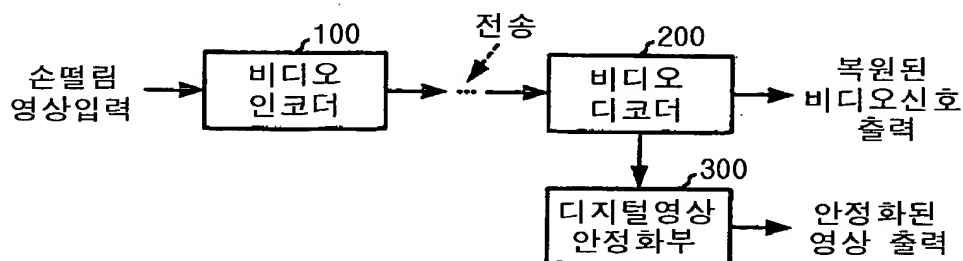 전송
100
200
손떨림
영상입력
비디오
인코더
...
비디오
디코더
복원된
비디오신호
출력
300
디지털영상
안정화부
안정화된
영상 출력